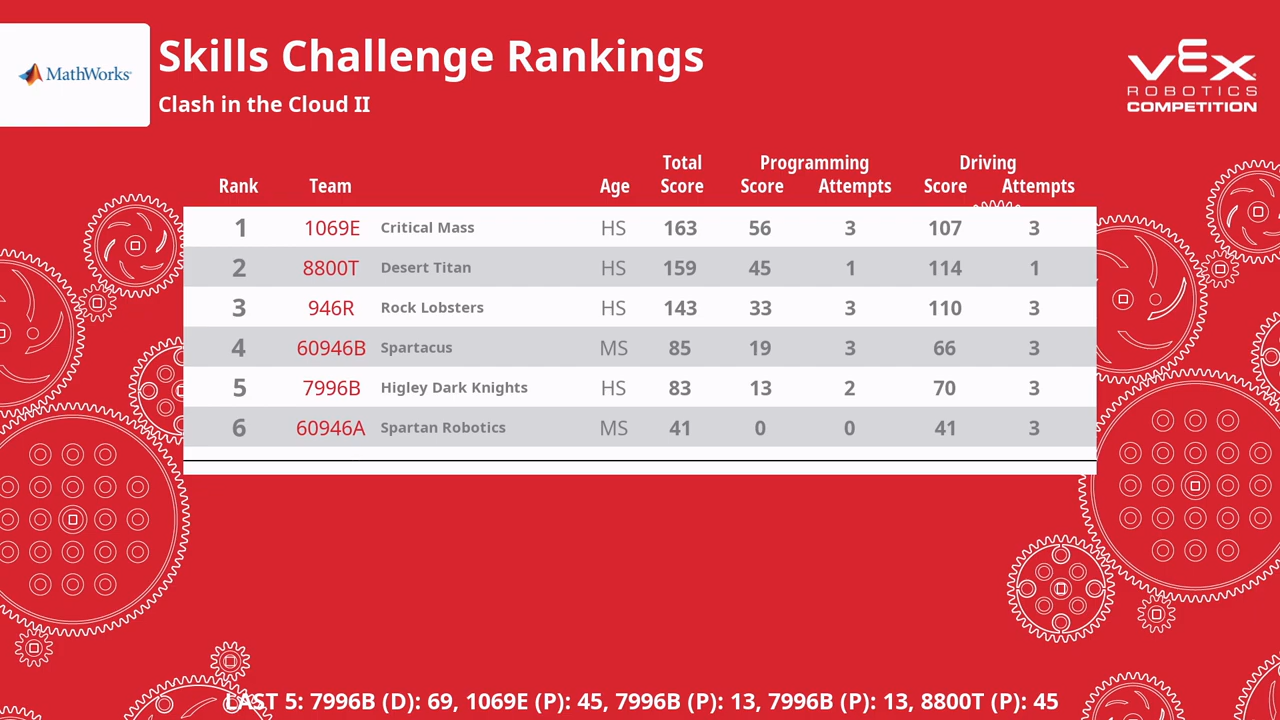 MathWorks
Skills Challenge Rankings
Clash in the Cloud II
VEX
ROBOTICS
COMPETITION
Total Programming Driving
Rank Team Age Score Score Attempts Score Attempts
1 1069E Critical Mass HS 163 56 3 107 3
2 8800T Desert Titan HS 159 45 1 114 1
3 946R Rock Lobsters HS 143 33 3 110 3
4 60946B Spartacus MS 85 19 3 66 3
5 7996B Higley Dark Knights HS 83 13 2 70 3
6 60946A Spartan Robotics MS 41 0 0 41 3
LAST 5: 7996B (D): 69, 1069E (P): 45, 7996B (P): 13, 7996B (P): 13, 8800T (P): 45